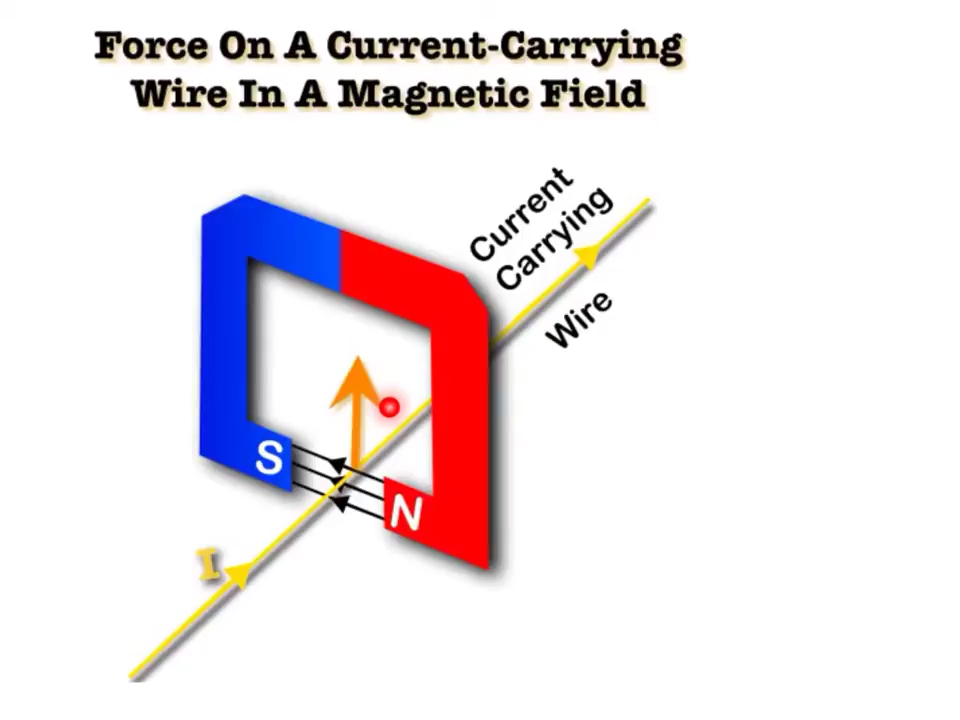 Force On A Current-Carrying
Wire In A Magnetic Field
Current
Carrying
Wire
S
N
I